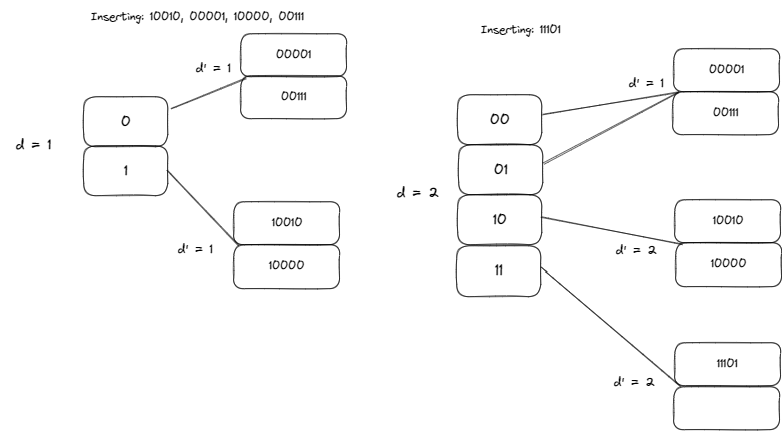 Inserting: 10010, 00001, 10000, 00111
d = 1
0
1
d' = 1
00001
00111
d' = 1
10010
10000
Inserting: 11101
d = 2
00
01
10
11
d' = 1
00001
00111
d' = 2
10010
10000
d' = 2
11101